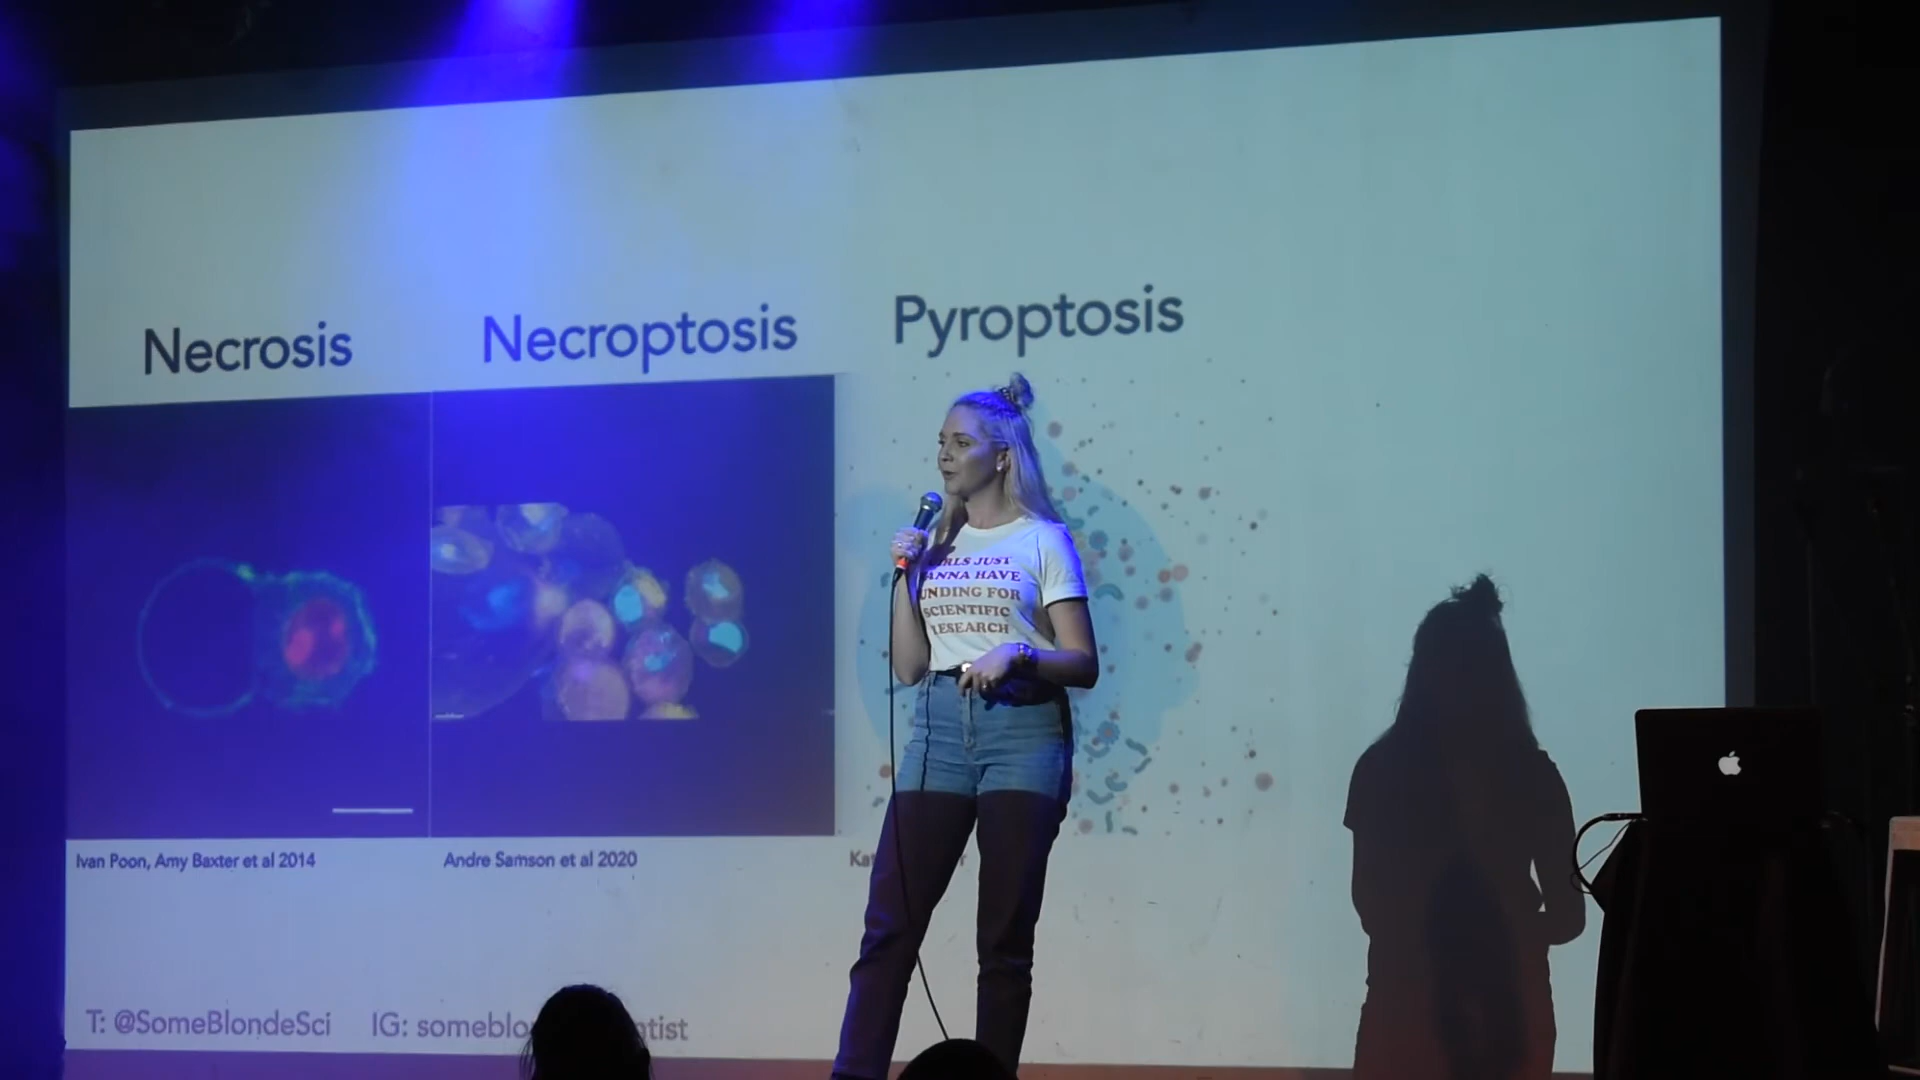 Necrosis
Necroptosis
Pyroptosis
JUST
HAVE
FOR
SCIENTIFIC
Ivan Poon, Amy Baxter et al 2014
Andre Samson et al 2020
T: @SomeBlondeSci
IG: